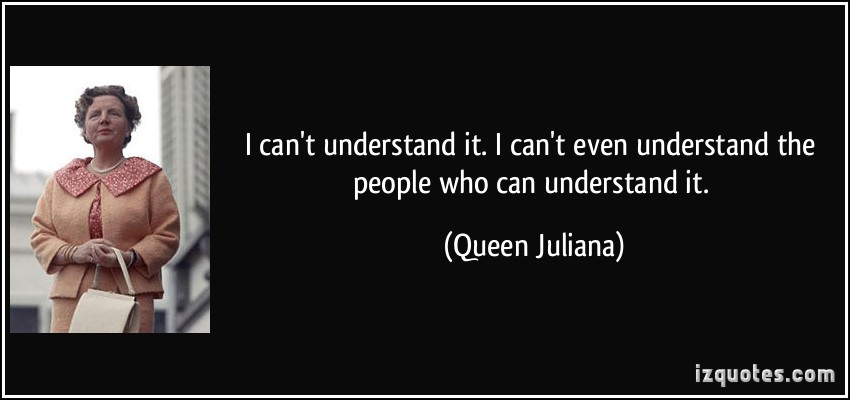 I can't understand it. I can't even understand the
people who can understand it.
(Queen Juliana)
izquotes.com